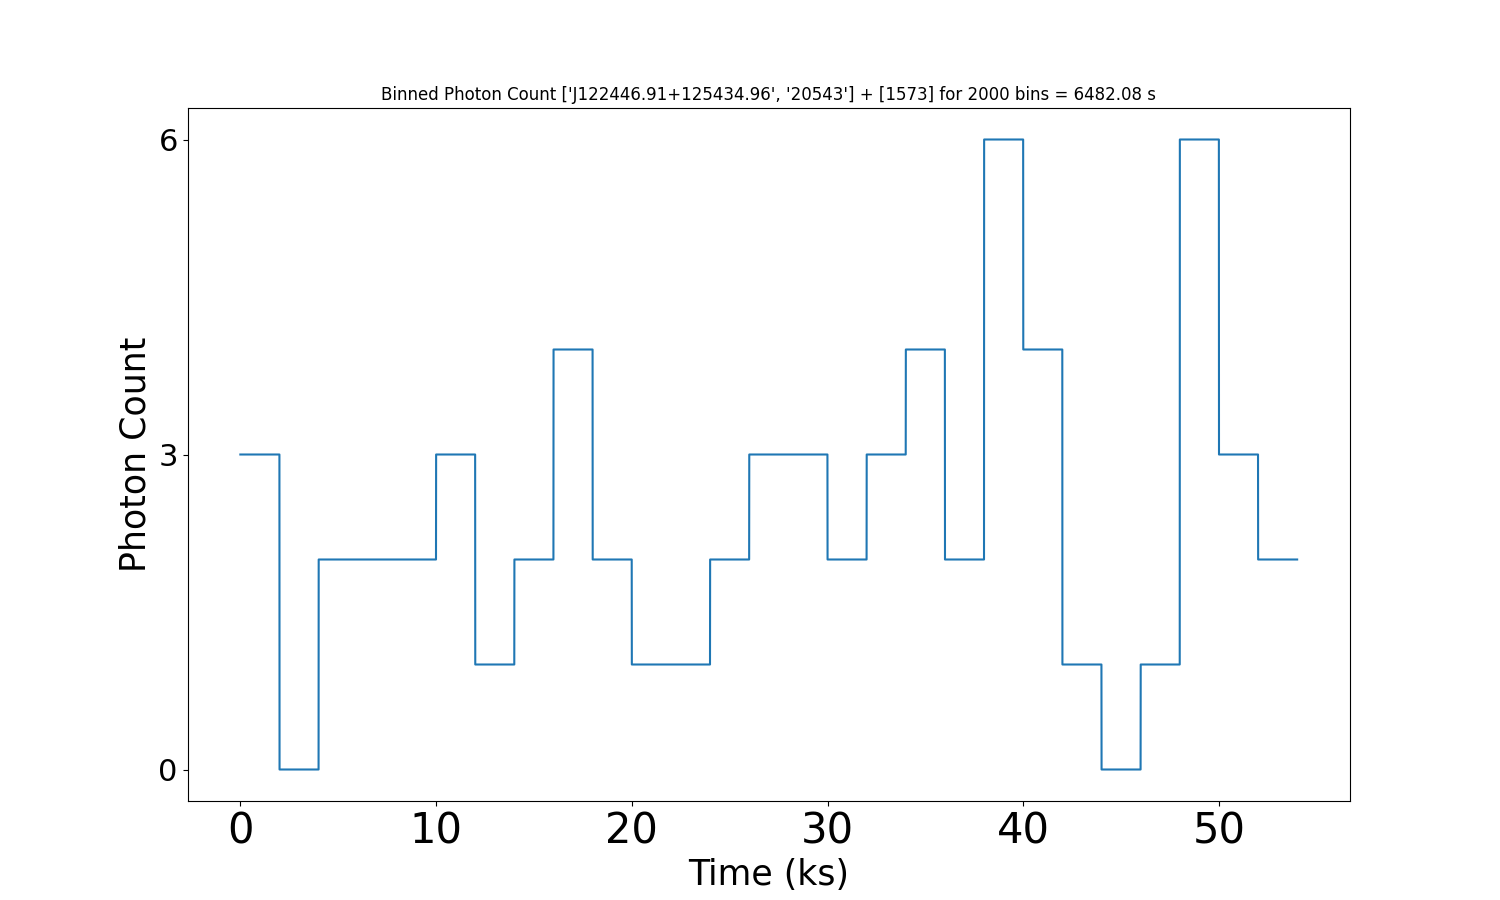 Binned Photon Count ['J122446.91+125434.96', '20543'] + [1573] for 2000 bins = 6482.08 s
6
3
0
Photon Count
0 10 20 30 40 50
Time (ks)